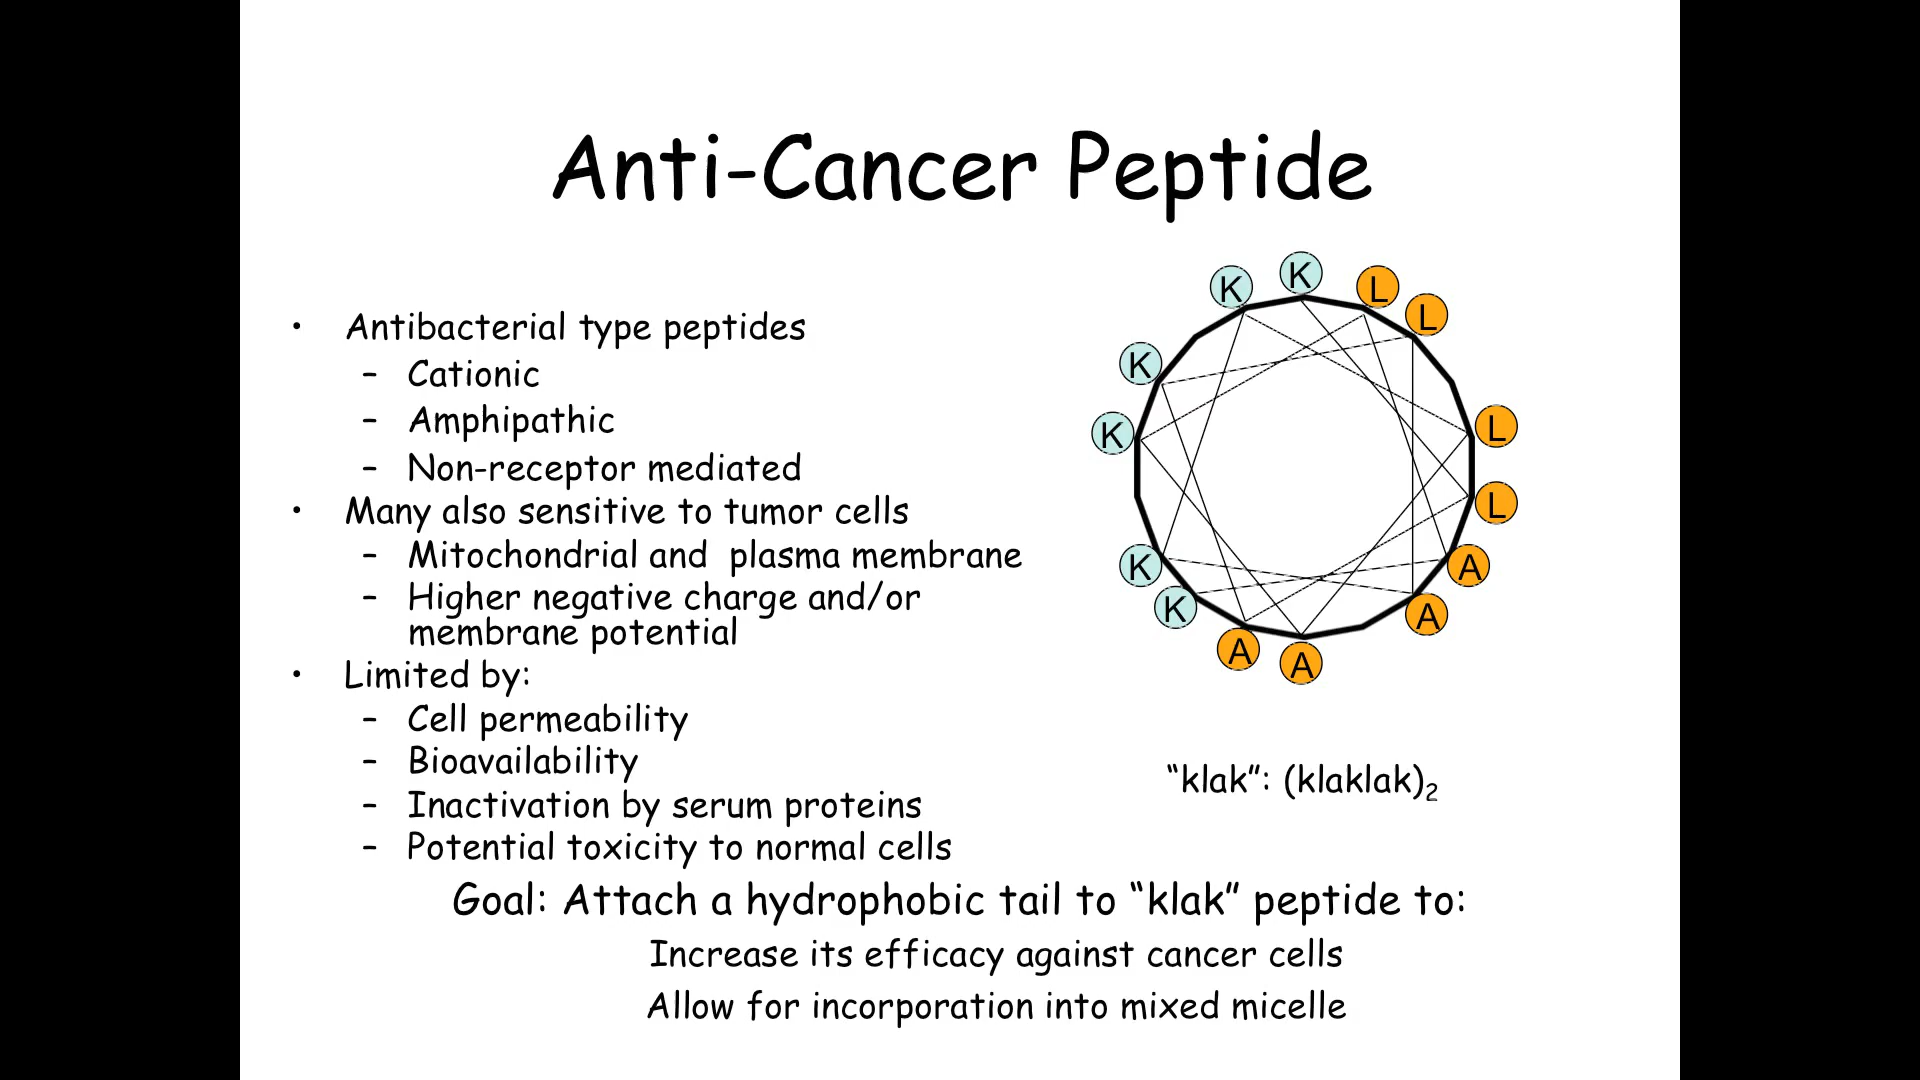 Anti-Cancer Peptide
• Antibacterial type peptides
– Cationic
– Amphipathic
– Non-receptor mediated
• Many also sensitive to tumor cells
– Mitochondrial and plasma membrane
– Higher negative charge and/or
membrane potential
• Limited by:
– Cell permeability
– Bioavailability
– Inactivation by serum proteins
– Potential toxicity to normal cells
K
K
L
L
K
K
L
L
K
A
K
A
A
A
“klak”: (klaklak)2
Goal: Attach a hydrophobic tail to “klak” peptide to:
Increase its efficacy against cancer cells
Allow for incorporation into mixed micelle